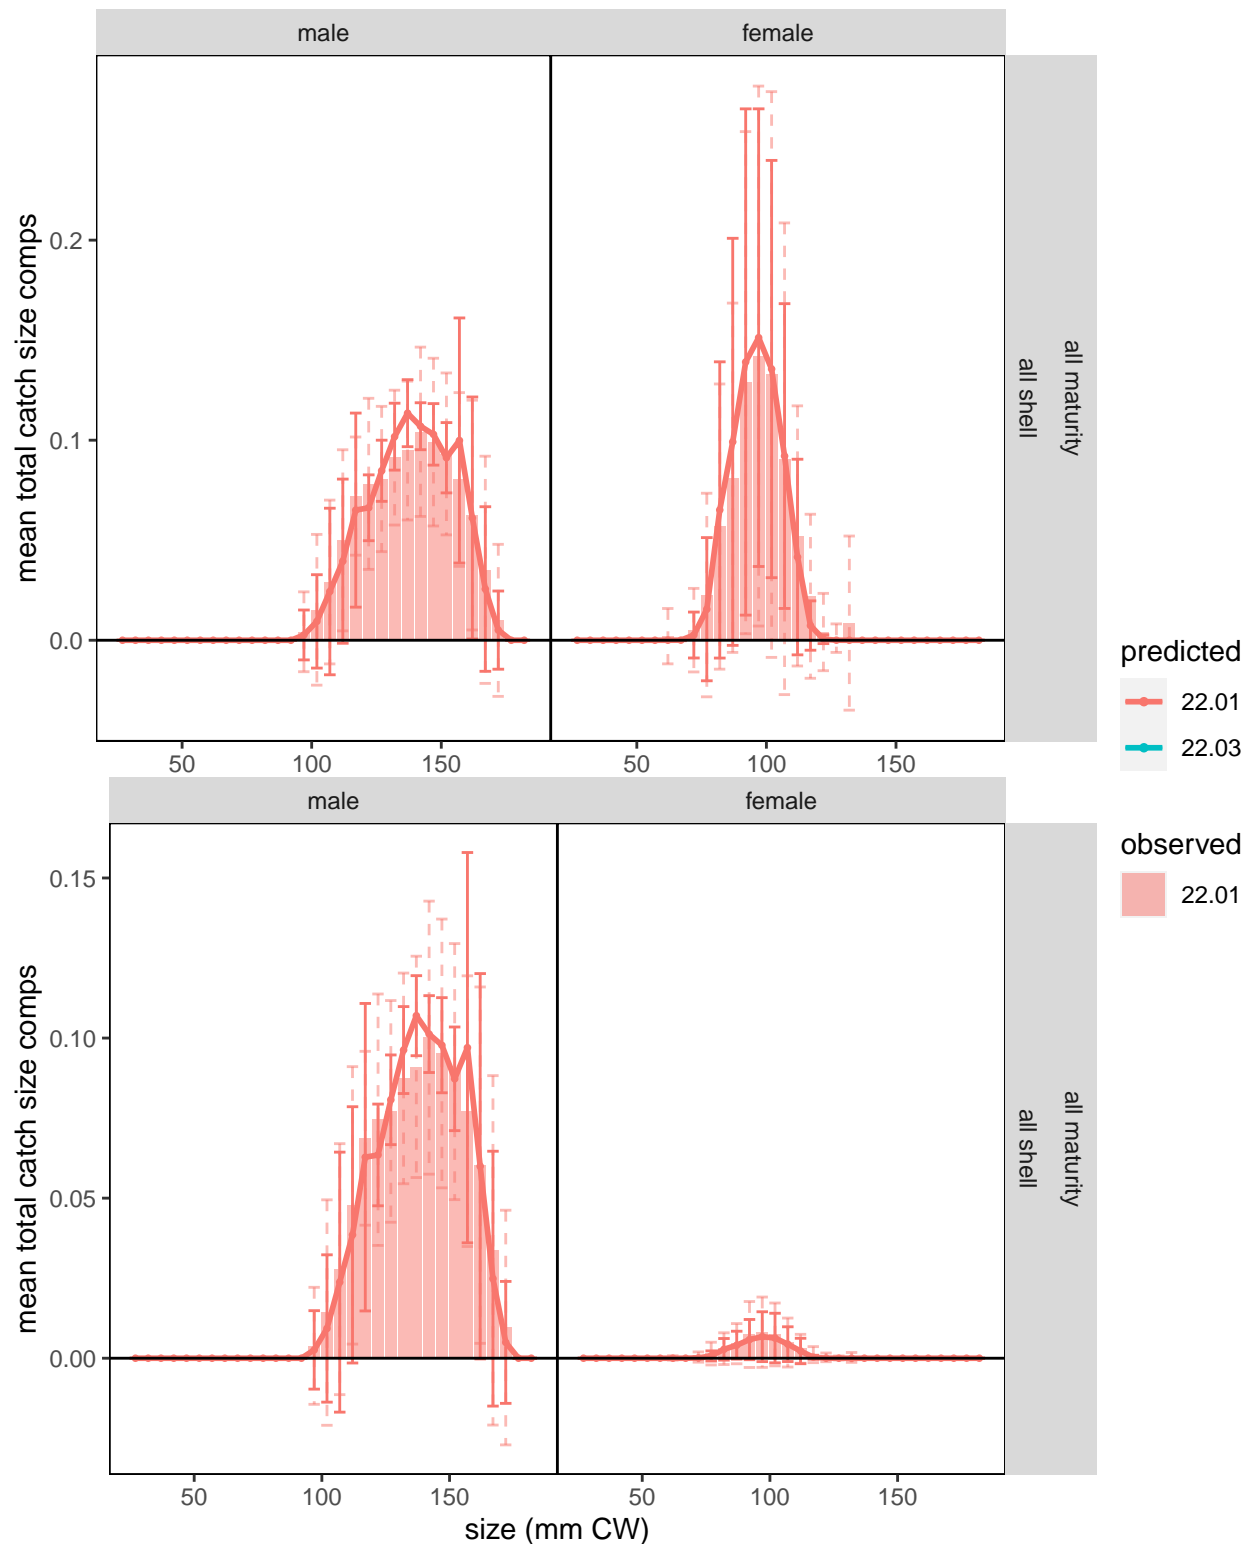 male female
mean total catch size comps
0.2
0.1
0.0
all maturity
all shell
50 100 150 50 100 150
predicted
22.01
22.03
observed
22.01
male female
mean total catch size comps
0.15
0.10
0.05
0.00
all maturity
all shell
50 100 150 50 100 150
size (mm CW)